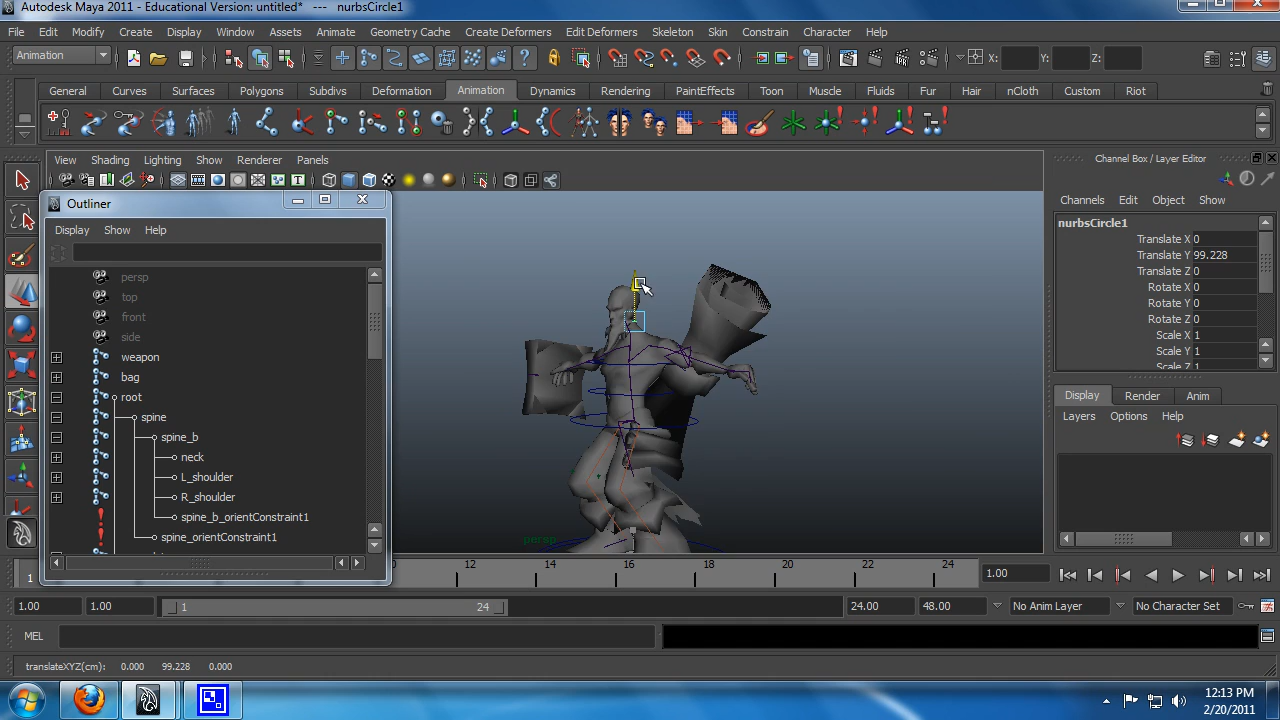 Autodesk Maya 2011 - Educational Version: untitled* --- nurbsCircle1
File Edit Modify Create Display Window Assets Animate Geometry Cache Create Deformers Edit Deformers Skeleton Skin Constrain Character Help
Animation X: Y: Z:
General Curves Surfaces Polygons Subdivs Deformation Animation Dynamics Rendering PaintEffects Toon Muscle Fluids Fur Hair nCloth Custom Riot
View Shading Lighting Show Renderer Panels
Channel Box / Layer Editor
Outliner
Display Show Help
Channels Edit Object Show
nurbsCircle1
Translate X 0
Translate Y 99.228
Translate Z 0
Rotate X 0
Rotate Y 0
Rotate Z 0
Scale X 1
Scale Y 1
Scale Z 1
persp
top
front
side
weapon
bag
root
spine
spine_b
neck
L_shoulder
R_shoulder
spine_b_orientConstraint1
spine_orientConstraint1
persp
Display Render Anim
Layers Options Help
1 10 12 14 16 18 20 22 24 1.00
1.00 1.00 1 24 24.00 48.00 No Anim Layer No Character Set
MEL
translateXYZ(cm): 0.000 99.228 0.000
12:13 PM
2/20/2011